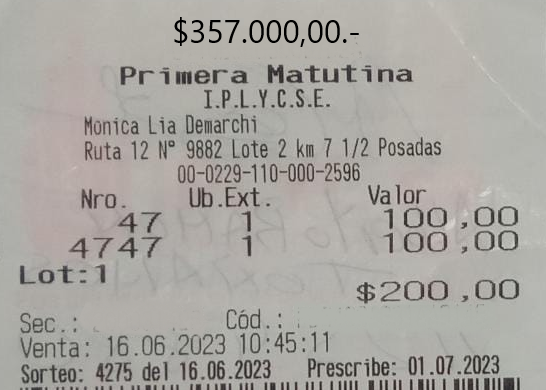 $357.000,00.-
Primera Matutina
I.P.L.Y.C.S.E.
Monica Lia Demarchi
Ruta 12 N° 9882 Lote 2 km 7 1/2 Posadas
00-0229-110-000-2596
Nro. Ub.Ext. Valor
47 1 100,00
4747 1 100,00
Lot:1
$200,00
Sec.: Cód.:
Venta: 16.06.2023 10:45:11
Sorteo: 4275 del 16.06.2023 Prescribe: 01.07.2023